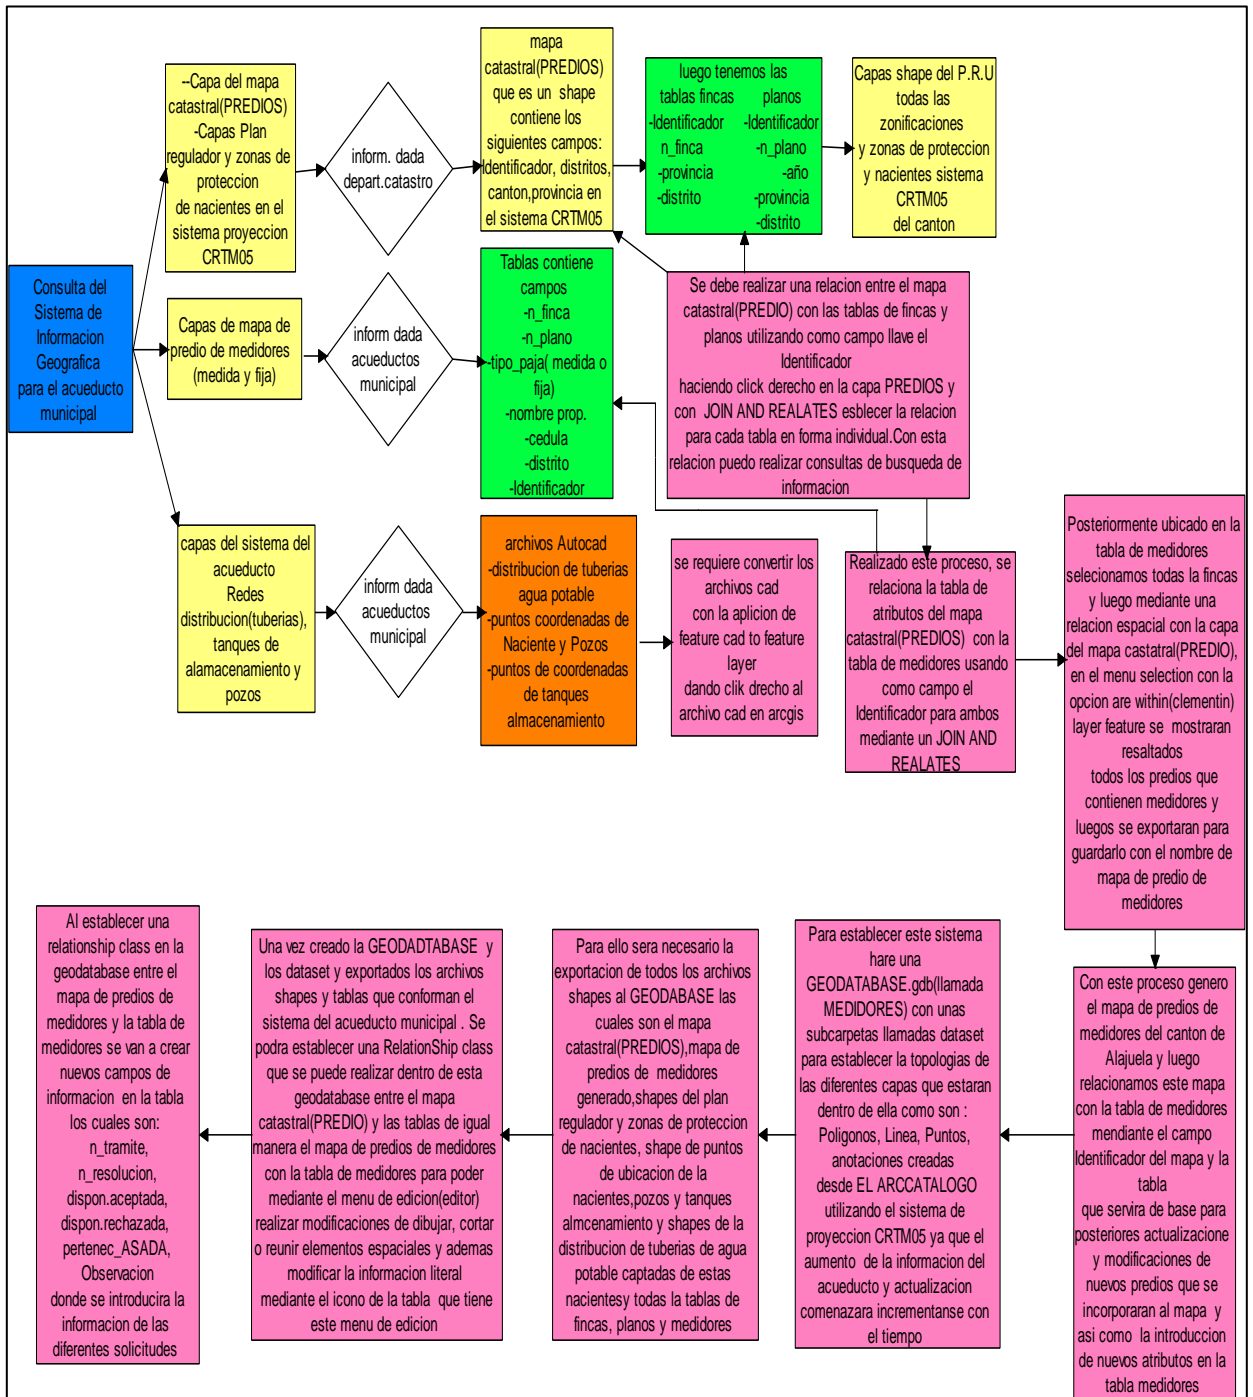 Consulta del
Sistema de
Informacion
Geografica
para el acueducto
municipal
--Capa del mapa
catastral(PREDIOS)
-Capas Plan
regulador y zonas de
proteccion
de nacientes en el
sistema proyeccion
CRTM05
inform. dada
depart.catastro
mapa
catastral(PREDIOS)
que es un shape
contiene los
siguientes campos:
Identificador, distritos,
canton,provincia en
el sistema CRTM05
luego tenemos las
tablas fincas planos
-Identificador -Identificador
n_finca -n_plano
-provincia -año
-distrito -provincia
-distrito
Capas shape del P.R.U
todas las
zonificaciones
y zonas de proteccion
y nacientes sistema
CRTM05
del canton
Capas de mapa de
predio de medidores
(medida y fija)
inform dada
acueductos
municipal
Tablas contiene
campos
-n_finca
-n_plano
-tipo_paja( medida o
fija)
-nombre prop.
-cedula
-distrito
-Identificador
Se debe realizar una relacion entre el mapa
catastral(PREDIO) con las tablas de fincas y
planos utilizando como campo llave el
Identificador
haciendo click derecho en la capa PREDIOS y
con JOIN AND REALATES esblecer la relacion
para cada tabla en forma individual.Con esta
relacion puedo realizar consultas de busqueda de
informacion
capas del sistema del
acueducto
Redes
distribucion(tuberias),
tanques de
alamacenamiento y
pozos
inform dada
acueductos
municipal
archivos Autocad
-distribucion de tuberias
agua potable
-puntos coordenadas de
Naciente y Pozos
-puntos de coordenadas
de tanques
almacenamiento
se requiere convertir los
archivos cad
con la aplicion de
feature cad to feature
layer
dando clik drecho al
archivo cad en arcgis
Realizado este proceso, se
relaciona la tabla de
atributos del mapa
catastral(PREDIOS) con la
tabla de medidores usando
como campo el
Identificador para ambos
mediante un JOIN AND
REALATES
Posteriormente ubicado en la
tabla de medidores
selecionamos todas la fincas
y luego mediante una
relacion espacial con la capa
del mapa castatral(PREDIO),
en el menu selection con la
opcion are within(clementin)
layer feature se mostraran
resaltados
todos los predios que
contienen medidores y
luegos se exportaran para
guardarlo con el nombre de
mapa de predio de
medidores
Con este proceso genero
el mapa de predios de
medidores del canton de
Alajuela y luego
relacionamos este mapa
con la tabla de medidores
mendiante el campo
Identificador del mapa y la
tabla
que servira de base para
posteriores actualizacione
y modificaciones de
nuevos predios que se
incorporaran al mapa y
asi como la introduccion
de nuevos atributos en la
tabla medidores
Para establecer este sistema
hare una
GEODATABASE.gdb(llamada
MEDIDORES) con unas
subcarpetas llamadas dataset
para establecer la topologias de
las diferentes capas que estaran
dentro de ella como son :
Poligonos, Linea, Puntos,
anotaciones creadas
desde EL ARCCATALOGO
utilizando el sistema de
proyeccion CRTM05 ya que el
aumento de la informacion del
acueducto y actualizacion
comenazara incrementanse con
el tiempo
Para ello sera necesario la
exportacion de todos los archivos
shapes al GEODABASE las
cuales son el mapa
catastral(PREDIOS),mapa de
predios de medidores
generado,shapes del plan
regulador y zonas de proteccion
de nacientes, shape de puntos
de ubicacion de la
nacientes,pozos y tanques
almcenamiento y shapes de la
distribucion de tuberias de agua
potable captadas de estas
nacientesy todas la tablas de
fincas, planos y medidores
Una vez creado la GEODADTABASE y
los dataset y exportados los archivos
shapes y tablas que conforman el
sistema del acueducto municipal . Se
podra establecer una RelationShip class
que se puede realizar dentro de esta
geodatabase entre el mapa
catastral(PREDIO) y las tablas de igual
manera el mapa de predios de medidores
con la tabla de medidores para poder
mediante el menu de edicion(editor)
realizar modificaciones de dibujar, cortar
o reunir elementos espaciales y ademas
modificar la informacion literal
mediante el icono de la tabla que tiene
este menu de edicion
Al establecer una
relationship class en la
geodatabase entre el
mapa de predios de
medidores y la tabla de
medidores se van a crear
nuevos campos de
informacion en la tabla
los cuales son:
n_tramite,
n_resolucion,
dispon.aceptada,
dispon.rechazada,
pertenec_ASADA,
Observacion
donde se introducira la
informacion de las
diferentes solicitudes